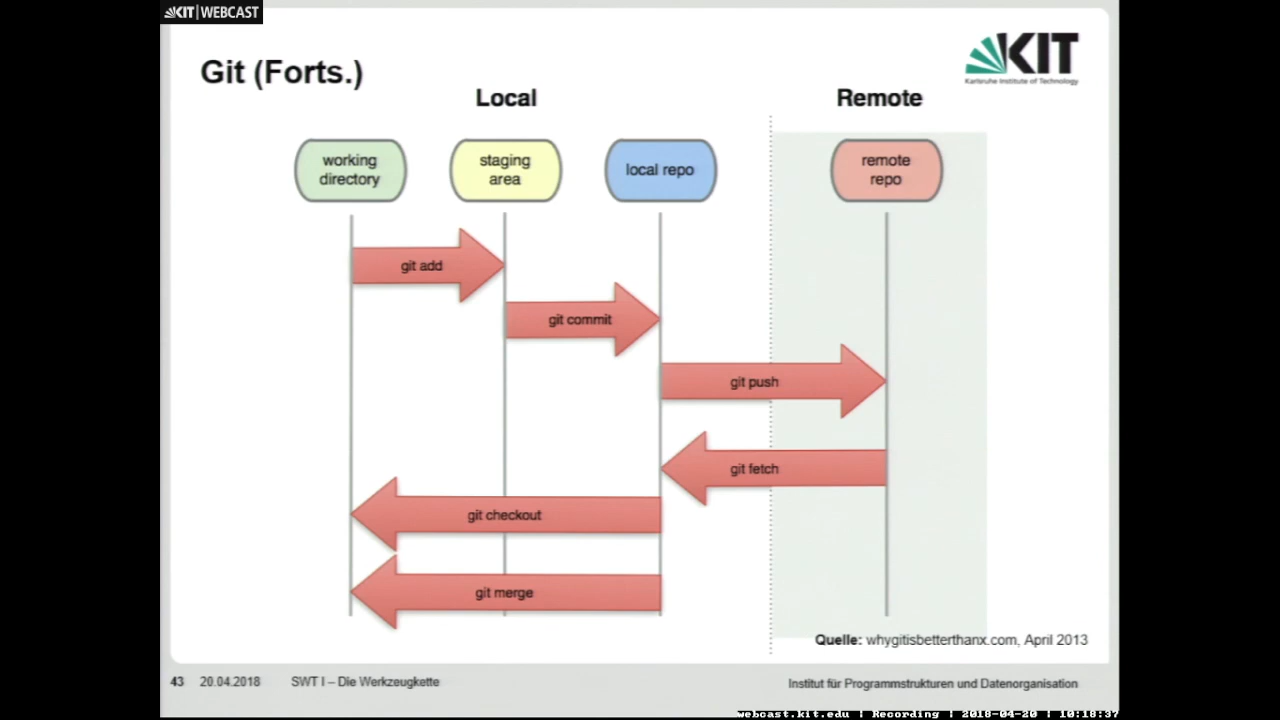 KIT | WEBCAST
Git (Forts.)
KIT
Karlsruhe Institute of Technology
Local
Remote
working
directory
staging
area
local repo
remote
repo
git add
git commit
git push
git fetch
git checkout
git merge
Quelle: whygitisbetterthanx.com, April 2013
43 20.04.2018 SWT I – Die Werkzeugkette
Institut für Programmstrukturen und Datenorganisation
webcast.kit.edu | Recording | 2018-04-20 | 10:18:37